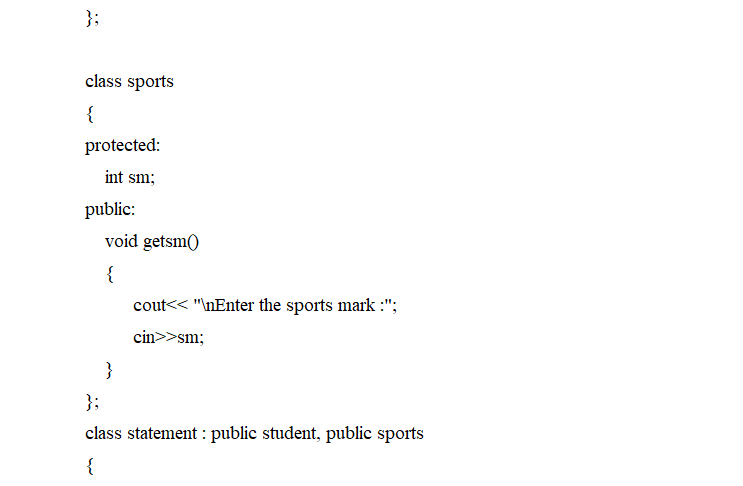 };
class sports
{
protected:
int sm;
public:
void getsm()
{
cout<< "\nEnter the sports mark :";
cin>>sm;
}
};
class statement : public student, public sports
{